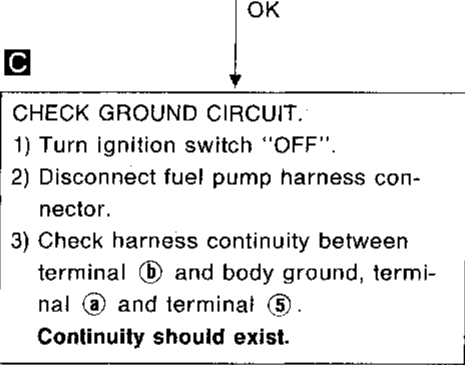 OK
C
CHECK GROUND CIRCUIT.
1) Turn ignition switch "OFF".
2) Disconnect fuel pump harness con-
nector.
3) Check harness continuity between
terminal ⓑ and body ground, termi-
nal ⓐ and terminal ⑤.
Continuity should exist.